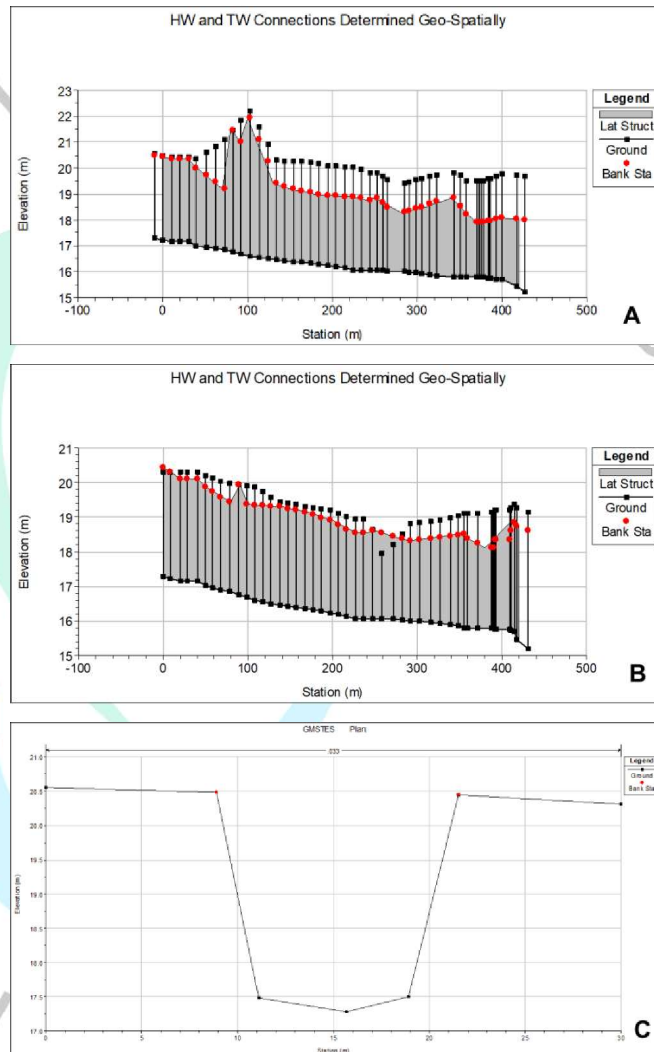 HW and TW Connections Determined Geo-Spatially
Elevation (m)
23
22
21
20
19
18
17
16
15
-100 0 100 200 300 400 500
Station (m)
Legend
Lat Struct
Ground
Bank Sta
A
HW and TW Connections Determined Geo-Spatially
Elevation (m)
21
20
19
18
17
16
15
-100 0 100 200 300 400 500
Station (m)
Legend
Lat Struct
Ground
Bank Sta
B
GMSTES Plan:
.033
Elevation (m)
21.0
20.5
20.0
19.5
19.0
18.5
18.0
17.5
17.0
0 5 10 15 20 25 30
Station (m)
Legend
Ground
Bank Sta
C